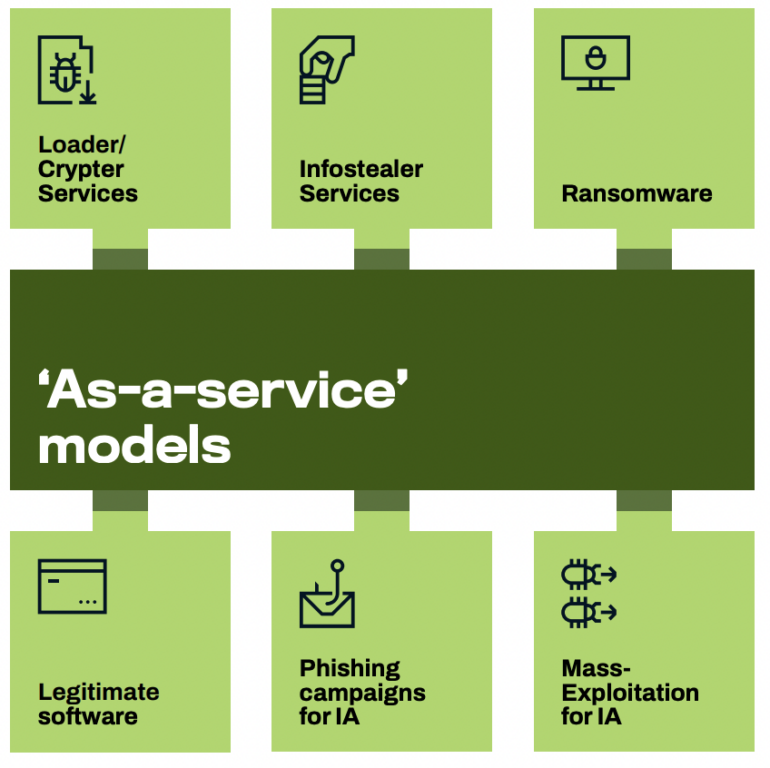 Loader/
Crypter
Services
Infostealer
Services
Ransomware
‘As-a-service’
models
Legitimate
software
Phishing
campaigns
for IA
Mass-
Exploitation
for IA